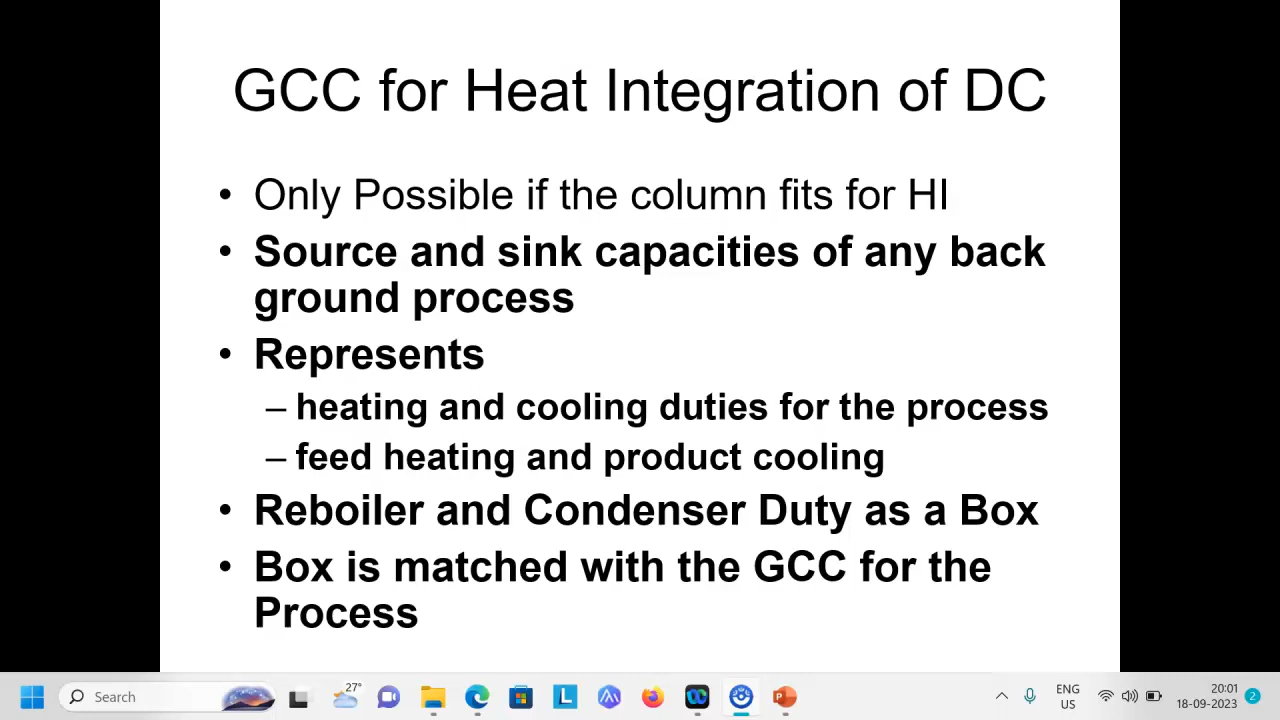 GCC for Heat Integration of DC
• Only Possible if the column fits for HI
• Source and sink capacities of any back
ground process
• Represents
– heating and cooling duties for the process
– feed heating and product cooling
• Reboiler and Condenser Duty as a Box
• Box is matched with the GCC for the
Process
27°
Search
L
ENG
US
20:01
18-09-2023
2